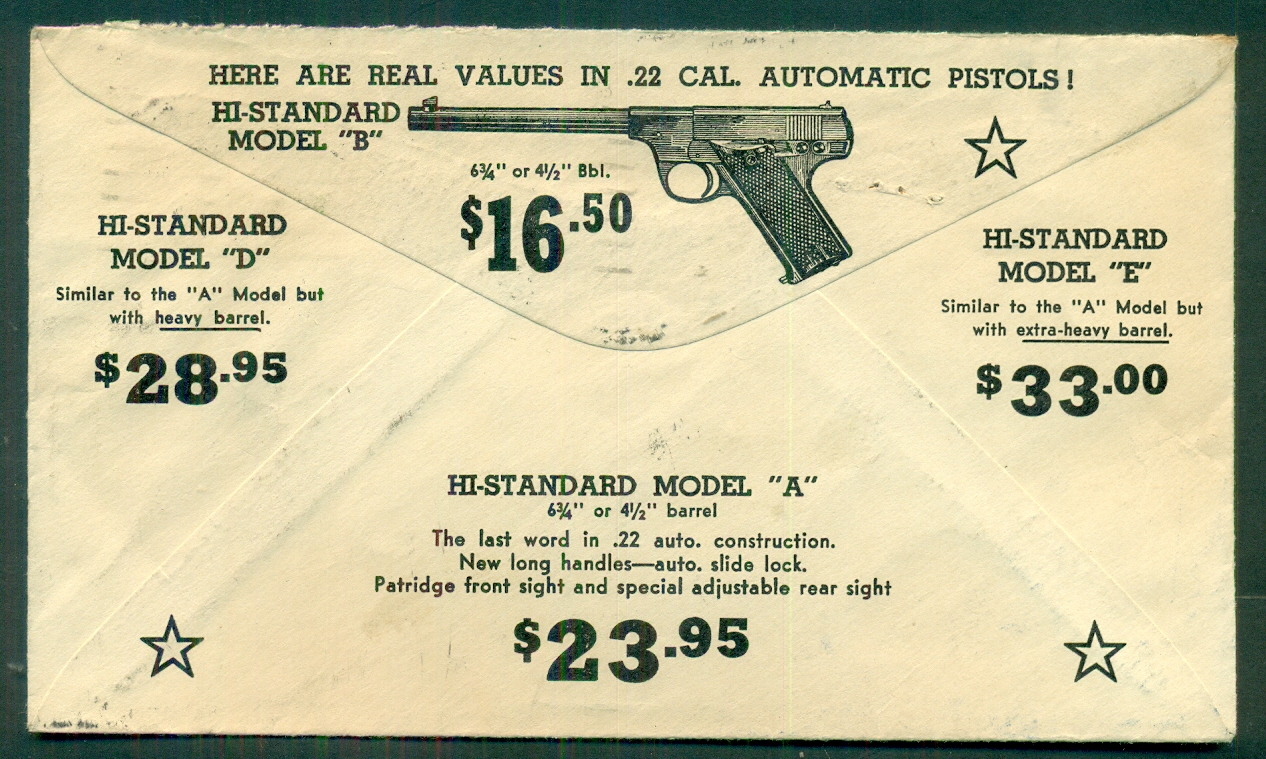 HERE ARE REAL VALUES IN .22 CAL. AUTOMATIC PISTOLS!
HI-STANDARD
MODEL "B"
6¾" or 4½" Bbl.
$16.50
HI-STANDARD
MODEL "D"
Similar to the "A" Model but
with heavy barrel.
$28.95
HI-STANDARD
MODEL "E"
Similar to the "A" Model but
with extra-heavy barrel.
$33.00
HI-STANDARD MODEL "A"
6¾" or 4½" barrel
The last word in .22 auto. construction.
New long handles—auto. slide lock.
Patridge front sight and special adjustable rear sight
$23.95